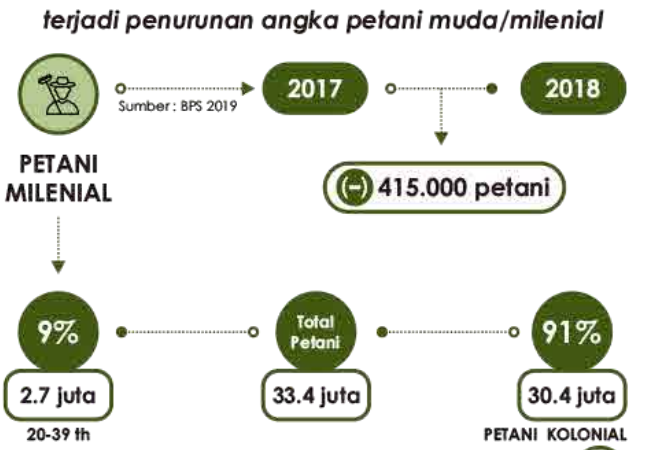 terjadi penurunan angka petani muda/milenial
2017
2018
Sumber : BPS 2019
PETANI
MILENIAL
(-) 415.000 petani
9%
Total
Petani
91%
2.7 juta
33.4 juta
30.4 juta
20-39 th
PETANI KOLONIAL